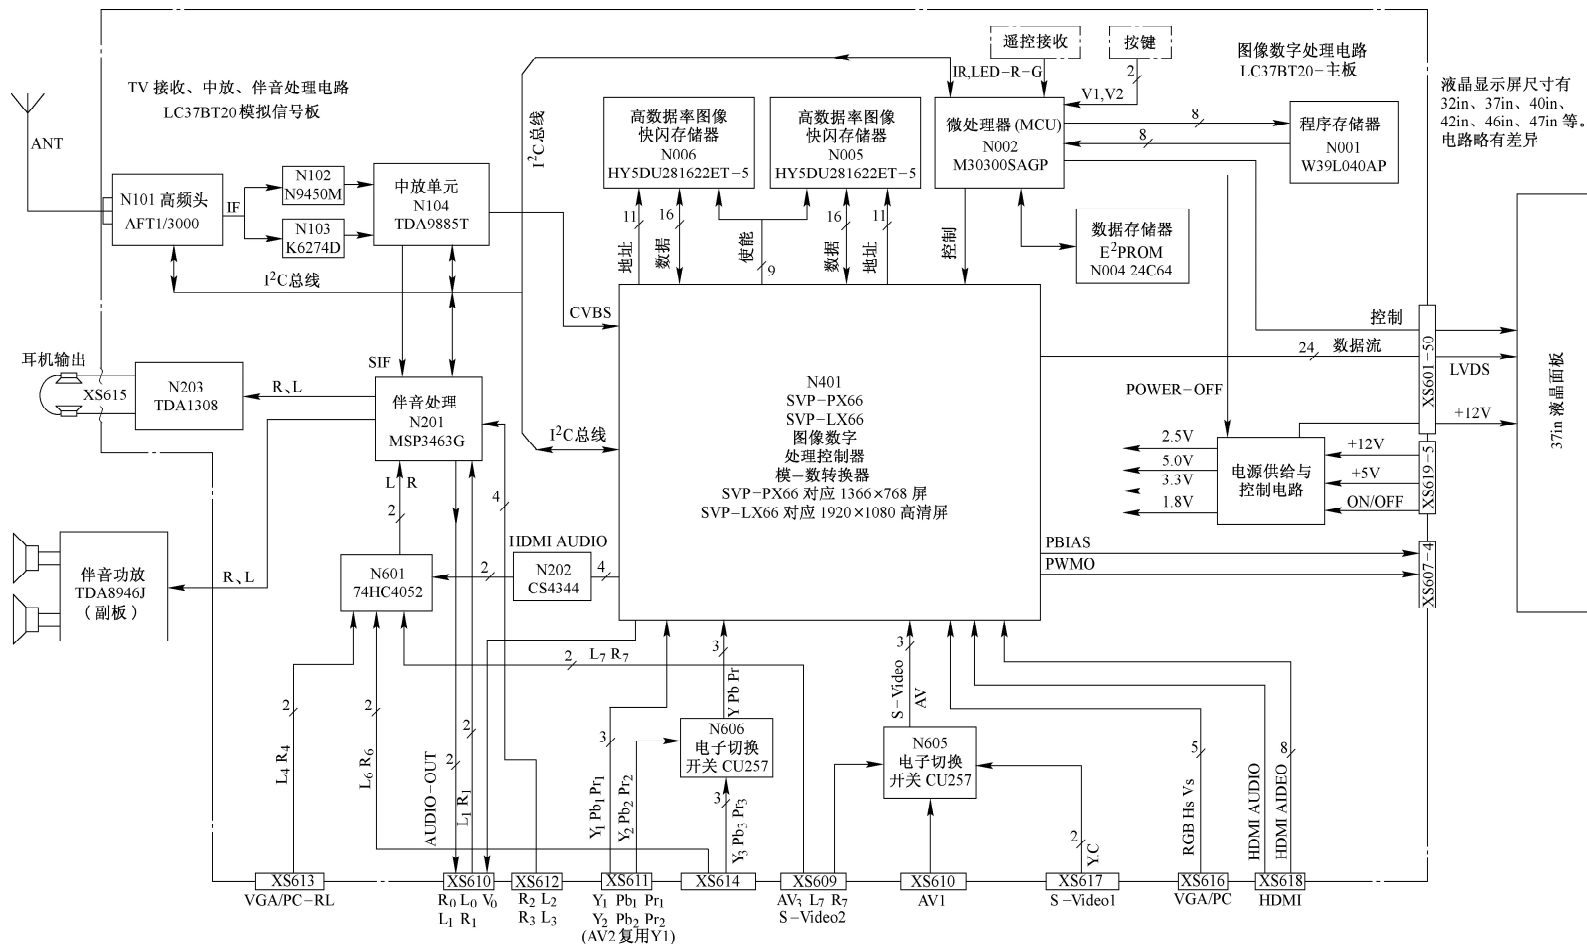 TV 接收、中放、伴音处理电路
LC37BT20 模拟信号板
遥控接收
按键
图像数字处理电路
LC37BT20-主板
液晶显示屏尺寸有
32in、37in、40in、
42in、46in、47in 等。
电路略有差异
ANT
N101 高频头
AFT1/3000
IF
N102
N9450M
N103
K6274D
中放单元
N104
TDA9885T
I²C总线
I²C总线
高数据率图像
快闪存储器
N006
HY5DU281622ET-5
高数据率图像
快闪存储器
N005
HY5DU281622ET-5
IR,LED-R-G
2
V1,V2
微处理器(MCU)
N002
M30300SAGP
8
8
程序存储器
N001
W39L040AP
数据存储器
E²PROM
N004 24C64
11
地址
16
数据
使能
9
16
数据
11
地址
控制
CVBS
SIF
耳机输出
XS615
N203
TDA1308
R、L
伴音处理
N201
MSP3463G
I²C总线
N401
SVP-PX66
SVP-LX66
图像数字
处理控制器
模-数转换器
SVP-PX66 对应 1366×768 屏
SVP-LX66 对应 1920×1080 高清屏
控制
24
数据流
XS601-50
LVDS
+12V
37in 液晶面板
POWER-OFF
2.5V
5.0V
3.3V
1.8V
电源供给与
控制电路
+12V
+5V
ON/OFF
XS619-5
PBIAS
PWMO
XS607-4
L R
2
4
HDMI AUDIO
N601
74HC4052
2
N202
CS4344
4
伴音功放
TDA8946J
(副板)
R、L
2
L₇ R₇
3
Y Pb Pr
3
S-Video
AV
2
L₄ R₄
2
L₆ R₆
AUDIO-OUT
2
L₁ R₁
2
3
Y₁ Pb₁ Pr₁
Y₂ Pb₂ Pr₂
N606
电子切换
开关 CU257
3
Y₃ Pb₃ Pr₃
N605
电子切换
开关 CU257
2
Y.C
5
RGB Hs Vs
HDMI AUDIO
8
HDMI AIDEO
XS613
VGA/PC-RL
XS610
R₀ L₀ V₀
L₁ R₁
XS612
R₂ L₂
R₃ L₃
XS611
Y₁ Pb₁ Pr₁
Y₂ Pb₂ Pr₂
(AV2 复用Y1)
XS614
XS609
AV₃ L₇ R₇
S-Video2
XS610
AV1
XS617
S-Video1
XS616
VGA/PC
XS618
HDMI